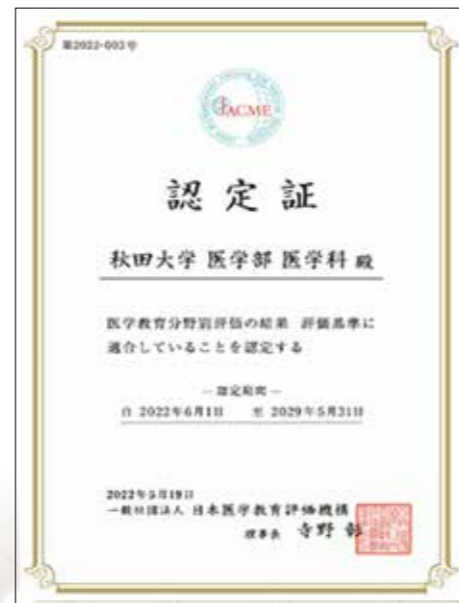 第2022-003号
JACME
認定証
秋田大学 医学部 医学科 殿
医学教育分野別評価の結果 評価基準に
適合していることを認定する
― 認定期間 ―
自 2022年6月1日 至 2029年5月31日
2022年5月19日
一般社団法人 日本医学教育評価機構
理事長 寺野 彰